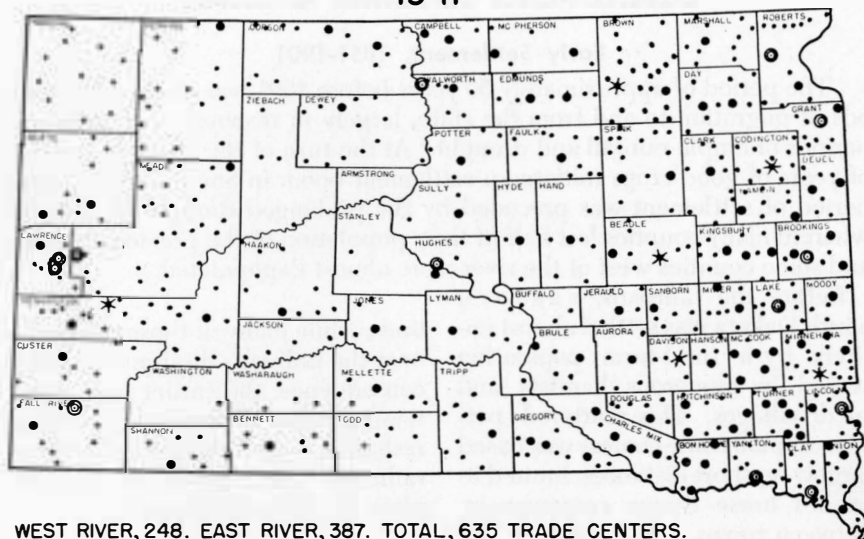 CORSON CAMPBELL MC PHERSON BROWN MARSHALL ROBERTS
WALWORTH EDMUNDS DAY
ZIEBACH DEWEY GRANT
POTTER FAULK SPINK CLARK CODINGTON
MEADE DEUEL
ARMSTRONG SULLY HYDE HAND HAMLIN
STANLEY
LAWRENCE HAAKON HUGHES BEADLE KINGSBURY BROOKINGS
JONES LYMAN BUFFALO JERAULD SANBORN MINER LAKE MOODY
JACKSON
CUSTER BRULE AURORA DAVISON HANSON MC COOK MINNEHAHA
WASHINGTON WASHABAUGH MELLETTE TRIPP
FALL RIVER DOUGLAS HUTCHINSON TURNER LINCOLN
SHANNON BENNETT TODD GREGORY CHARLES MIX
BON HOMME YANKTON CLAY UNION
WEST RIVER, 248. EAST RIVER, 387. TOTAL, 635 TRADE CENTERS.